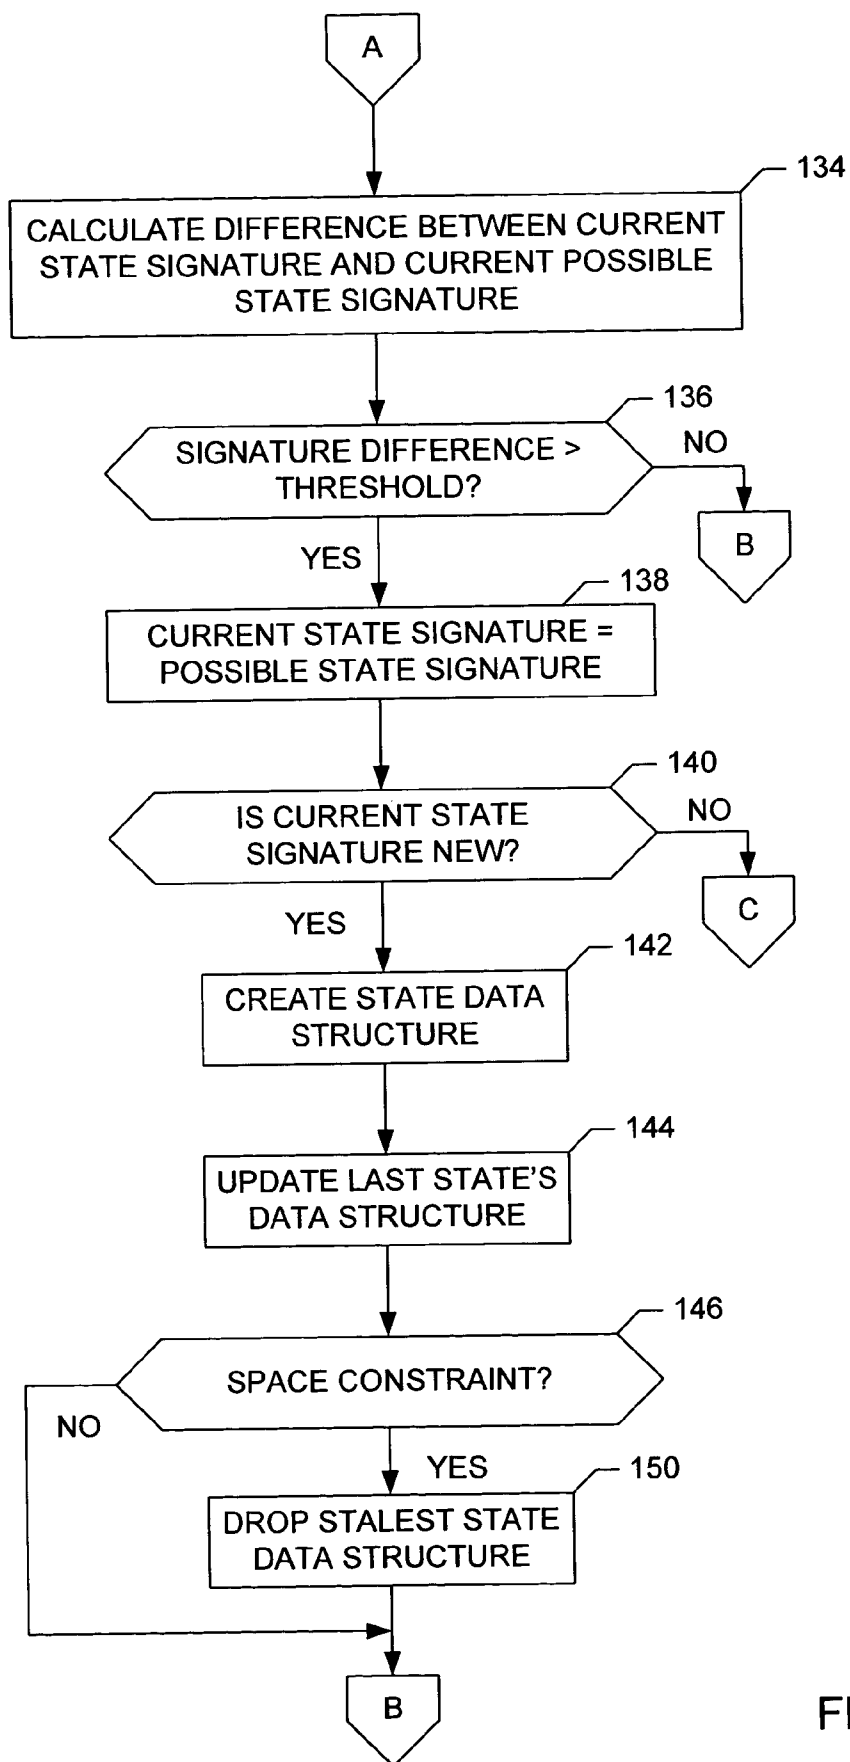 A
134
CALCULATE DIFFERENCE BETWEEN CURRENT
STATE SIGNATURE AND CURRENT POSSIBLE
STATE SIGNATURE
136
SIGNATURE DIFFERENCE >
THRESHOLD?
NO
B
YES
138
CURRENT STATE SIGNATURE =
POSSIBLE STATE SIGNATURE
140
IS CURRENT STATE
SIGNATURE NEW?
NO
C
YES
142
CREATE STATE DATA
STRUCTURE
144
UPDATE LAST STATE'S
DATA STRUCTURE
146
SPACE CONSTRAINT?
NO
YES
150
DROP STALEST STATE
DATA STRUCTURE
B